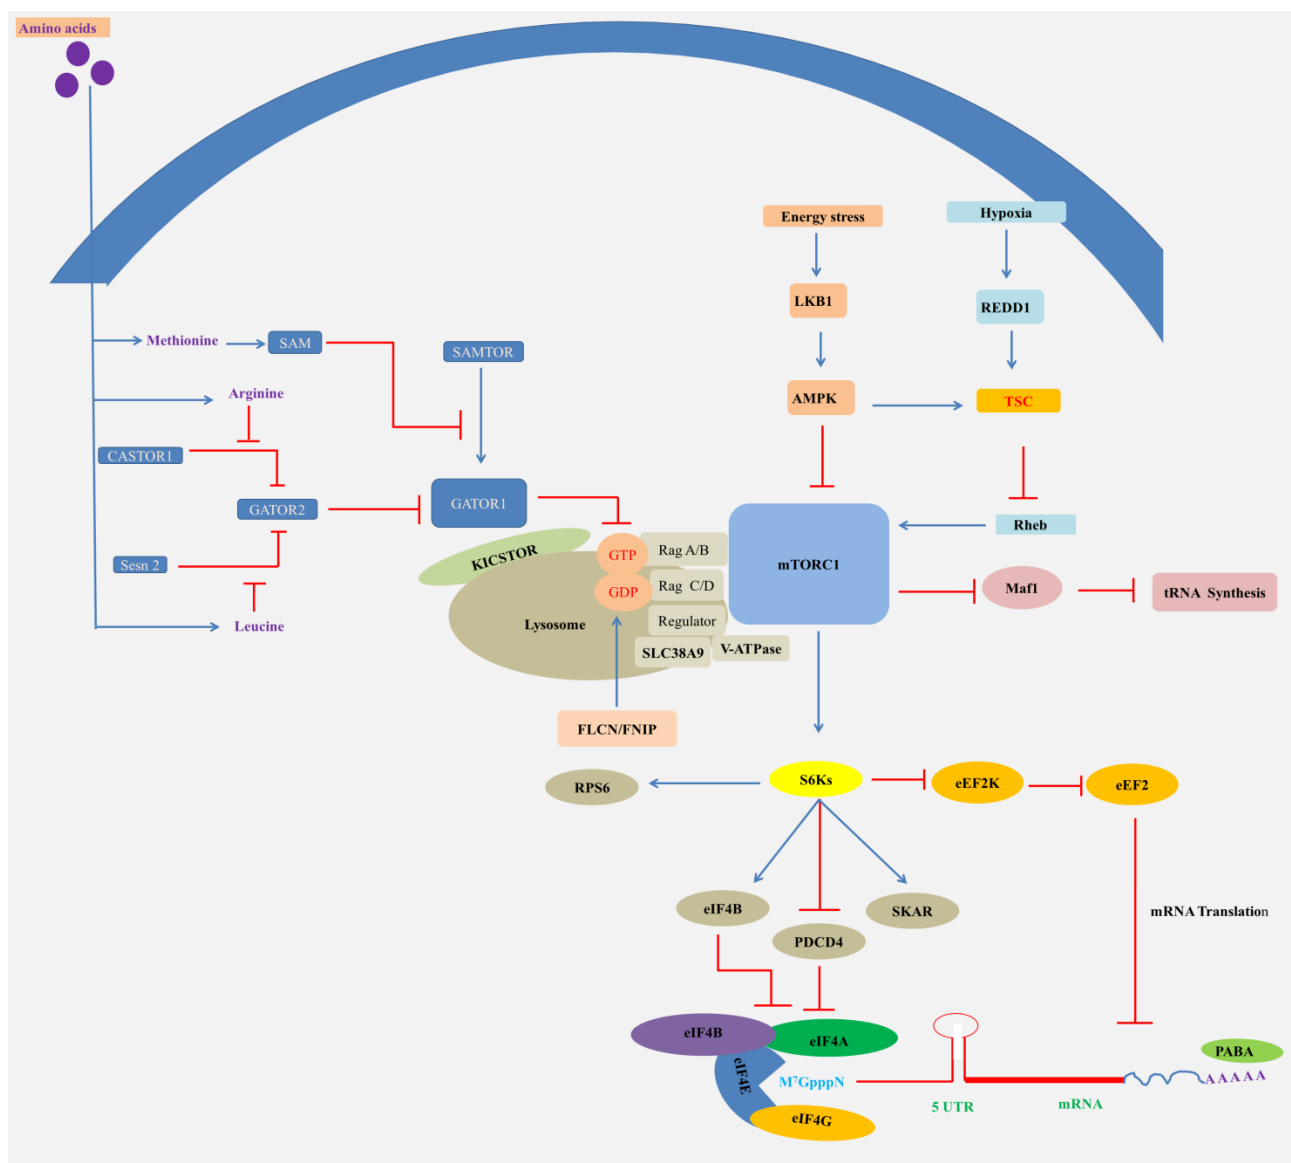 Amino acids
Energy stress
Hypoxia
LKB1
REDD1
Methionine
SAM
SAMTOR
Arginine
AMPK
TSC
CASTOR1
GATOR2
GATOR1
Rheb
KICSTOR
GTP
Rag A/B
mTORC1
Sesn 2
GDP
Rag C/D
Maf1
tRNA Synthesis
Leucine
Lysosome
Regulator
SLC38A9
V-ATPase
FLCN/FNIP
RPS6
S6Ks
eEF2K
eEF2
eIF4B
SKAR
mRNA Translation
PDCD4
eIF4B
eIF4A
PABA
eIF4E
M⁷GpppN
AAAAA
5 UTR
mRNA
eIF4G